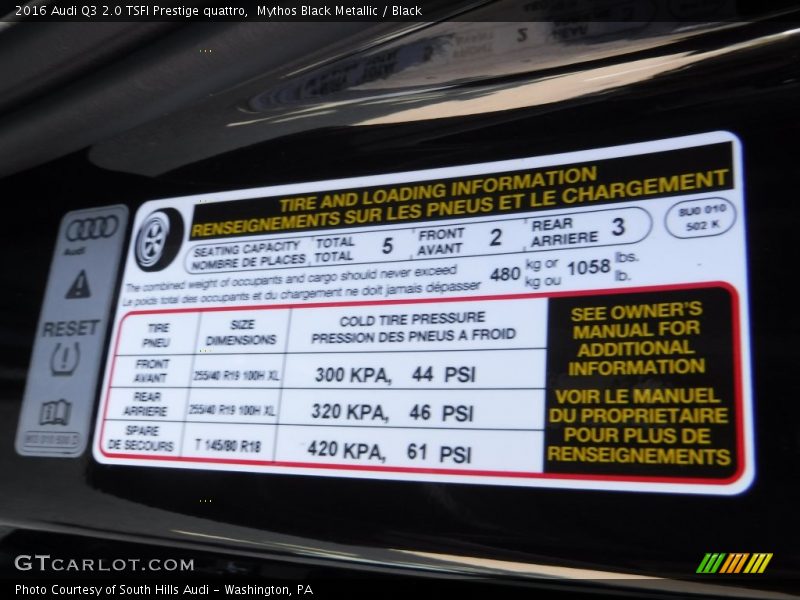 2016 Audi Q3 2.0 TSFI Prestige quattro, Mythos Black Metallic / Black
TIRE AND LOADING INFORMATION
RENSEIGNEMENTS SUR LES PNEUS ET LE CHARGEMENT
SEATING CAPACITY TOTAL 5 FRONT 2 REAR 3
NOMBRE DE PLACES TOTAL AVANT ARRIERE
8U0 010
502 K
The combined weight of occupants and cargo should never exceed 480 kg or 1058 lbs.
Le poids total des occupants et du chargement ne doit jamais dépasser kg ou lb.
TIRE SIZE COLD TIRE PRESSURE
PNEU DIMENSIONS PRESSION DES PNEUS A FROID
FRONT
AVANT 255/40 R19 100H XL 300 KPA, 44 PSI
REAR
ARRIERE 255/40 R19 100H XL 320 KPA, 46 PSI
SPARE
DE SECOURS T 145/80 R18 420 KPA, 61 PSI
SEE OWNER'S
MANUAL FOR
ADDITIONAL
INFORMATION
VOIR LE MANUEL
DU PROPRIETAIRE
POUR PLUS DE
RENSEIGNEMENTS
Audi
RESET
GTCARLOT.COM
Photo Courtesy of South Hills Audi - Washington, PA